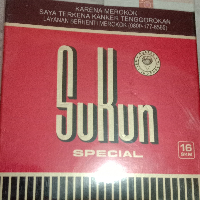 KARENA MEROKOK
SAYA TERKENA KANKER TENGGOROKAN
LAYANAN BERHENTI MEROKOK (0800-177-6565)
SuKun
SPECIAL
16